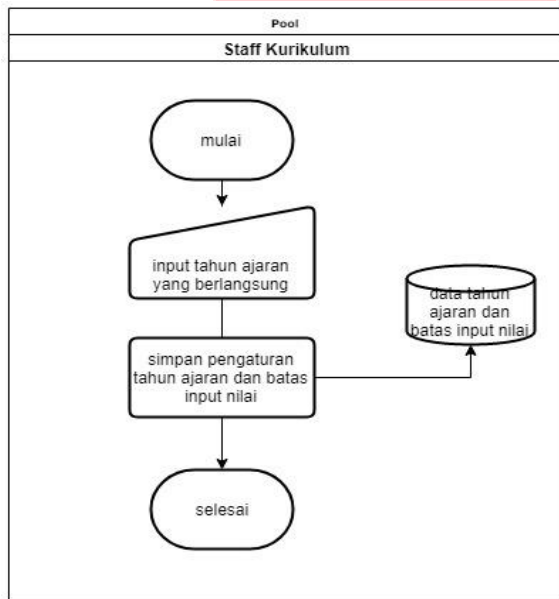 Pool
Staff Kurikulum
mulai
input tahun ajaran
yang berlangsung
data tahun
ajaran dan
batas input nilai
simpan pengaturan
tahun ajaran dan batas
input nilai
selesai